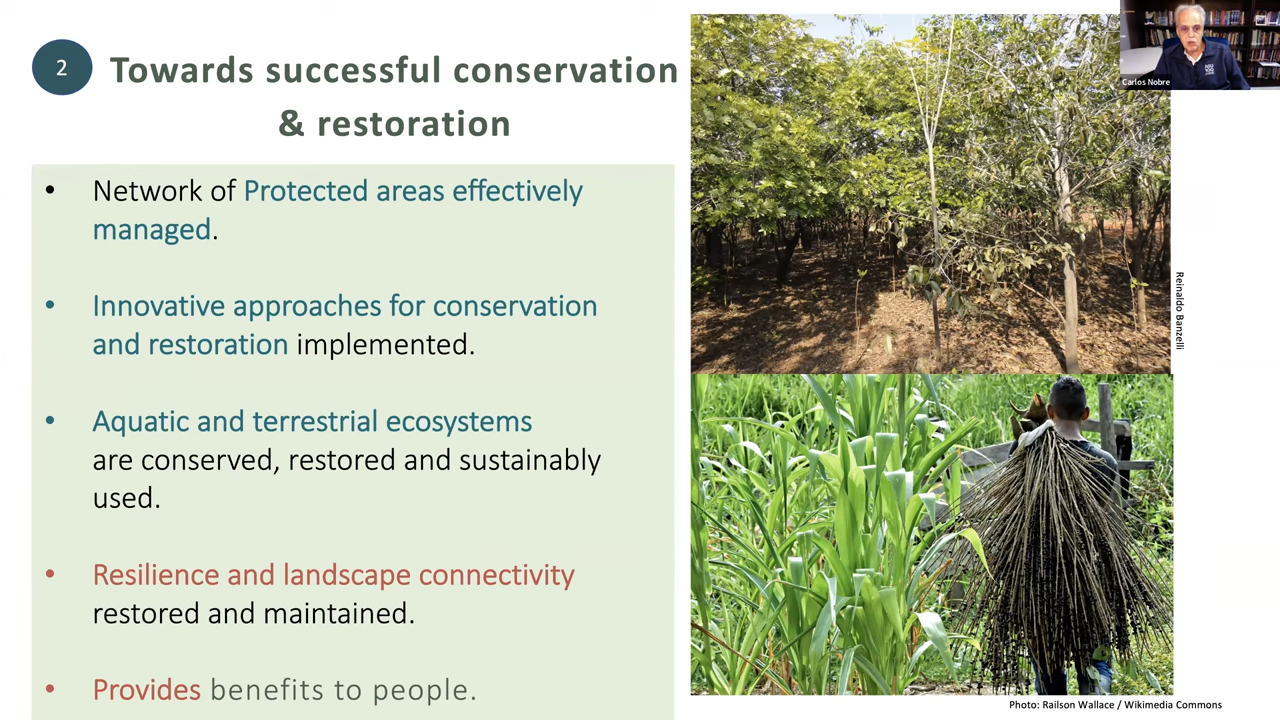 2
Towards successful conservation
& restoration
• Network of Protected areas effectively
managed.
• Innovative approaches for conservation
and restoration implemented.
• Aquatic and terrestrial ecosystems
are conserved, restored and sustainably
used.
• Resilience and landscape connectivity
restored and maintained.
• Provides benefits to people.
Carlos Nobre
Reinaldo Banzelli
Photo: Railson Wallace / Wikimedia Commons